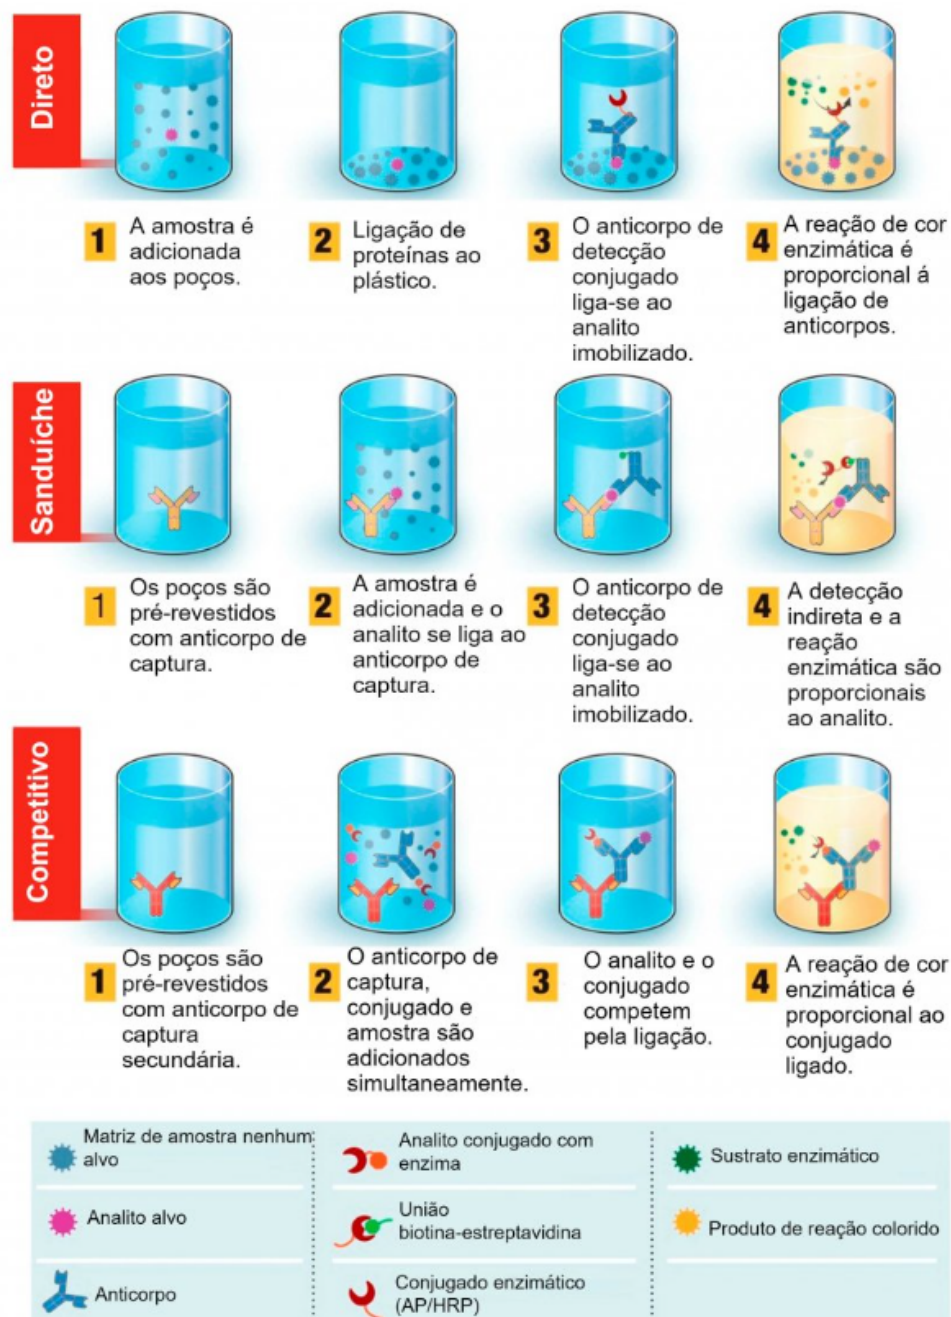 Direto
1
A amostra é
adicionada
aos poços.
2
Ligação de
proteínas ao
plástico.
3
O anticorpo de
detecção
conjugado
liga-se ao
analito
imobilizado.
4
A reação de cor
enzimática é
proporcional á
ligação de
anticorpos.
Sanduíche
1
Os poços são
pré-revestidos
com anticorpo de
captura.
2
A amostra é
adicionada e o
analito se liga ao
anticorpo de
captura.
3
O anticorpo de
detecção
conjugado
liga-se ao
analito
imobilizado.
4
A detecção
indireta e a
reação
enzimática são
proporcionais
ao analito.
Competitivo
1
Os poços são
pré-revestidos
com anticorpo de
captura
secundária.
2
O anticorpo de
captura,
conjugado e
amostra são
adicionados
simultaneamente.
3
O analito e o
conjugado
competem
pela ligação.
4
A reação de cor
enzimática é
proporcional ao
conjugado
ligado.
Matriz de amostra nenhum
alvo
Analito alvo
Anticorpo
Analito conjugado com
enzima
União
biotina-estreptavidina
Conjugado enzimático
(AP/HRP)
Sustrato enzimático
Produto de reação colorido